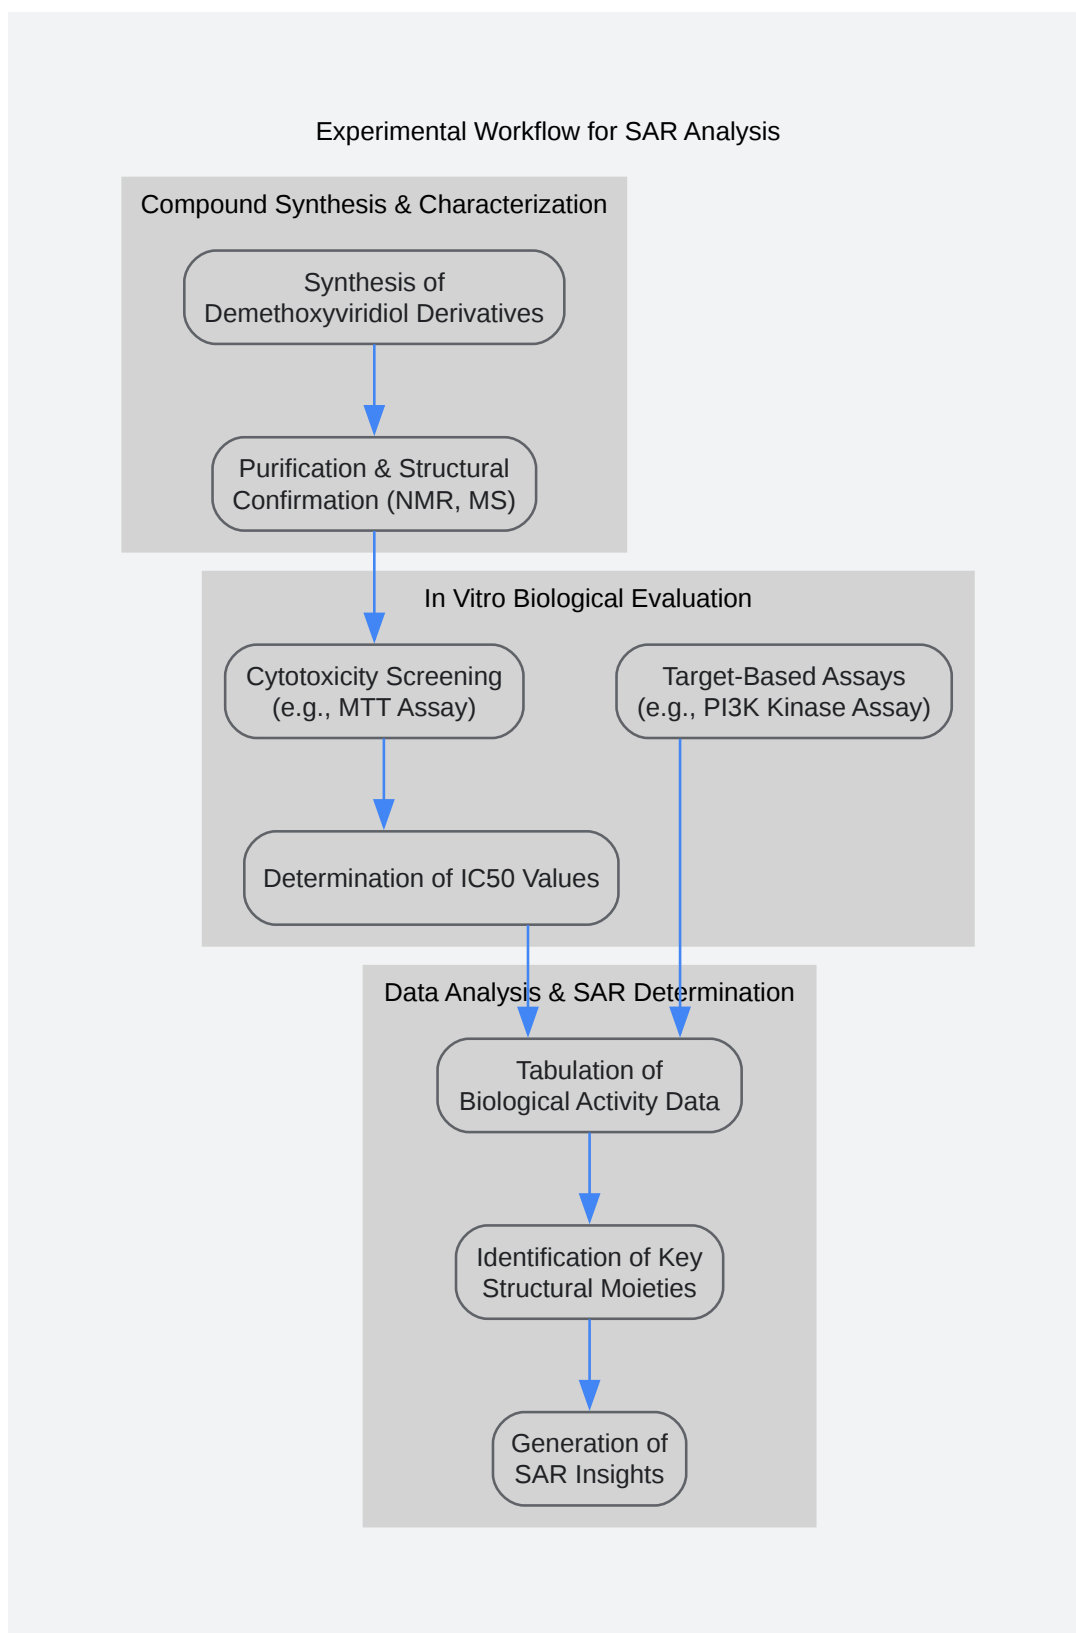 Experimental Workflow for SAR Analysis
Compound Synthesis & Characterization
Synthesis of
Demethoxyviridiol Derivatives
Purification & Structural
Confirmation (NMR, MS)
In Vitro Biological Evaluation
Cytotoxicity Screening
(e.g., MTT Assay)
Target-Based Assays
(e.g., PI3K Kinase Assay)
Determination of IC50 Values
Data Analysis & SAR Determination
Tabulation of
Biological Activity Data
Identification of Key
Structural Moieties
Generation of
SAR Insights